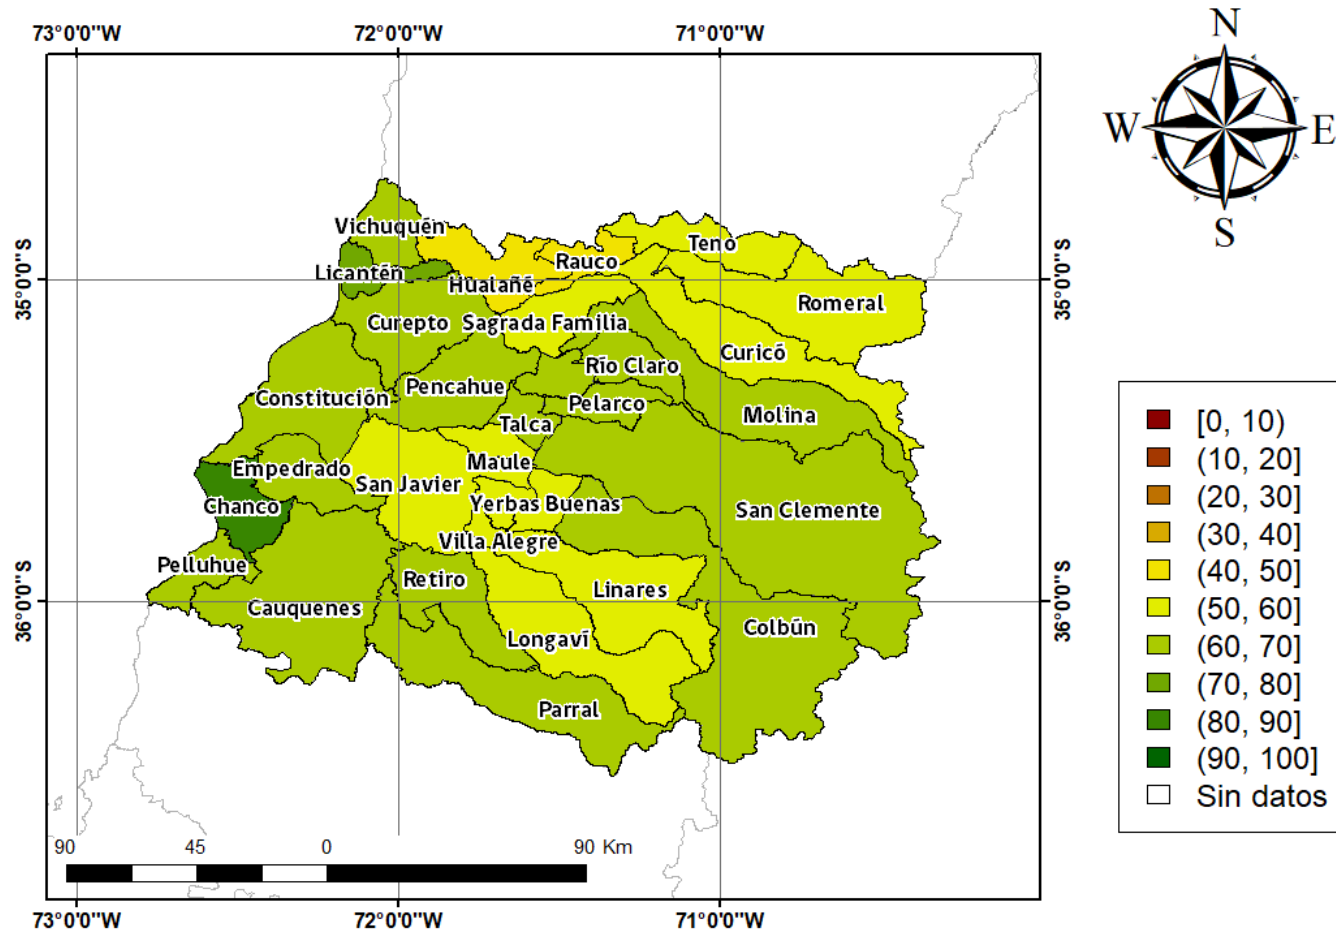 73°0'0"W
72°0'0"W
71°0'0"W
N
W
E
S
35°0'0"S
35°0'0"S
36°0'0"S
36°0'0"S
Vichuquén
Teno
Rauco
Licantén
Hualañé
Romeral
Curepto
Sagrada Familia
Curicó
Río Claro
Pencahue
Constitución
Pelarco
Molina
Talca
Maule
Empedrado
San Javier
Chanco
Yerbas Buenas
San Clemente
Villa Alegre
Pelluhue
Retiro
Linares
Cauquenes
Colbún
Longaví
Parral
90
45
0
90 Km
73°0'0"W
72°0'0"W
71°0'0"W
[0, 10)
(10, 20]
(20, 30]
(30, 40]
(40, 50]
(50, 60]
(60, 70]
(70, 80]
(80, 90]
(90, 100]
Sin datos